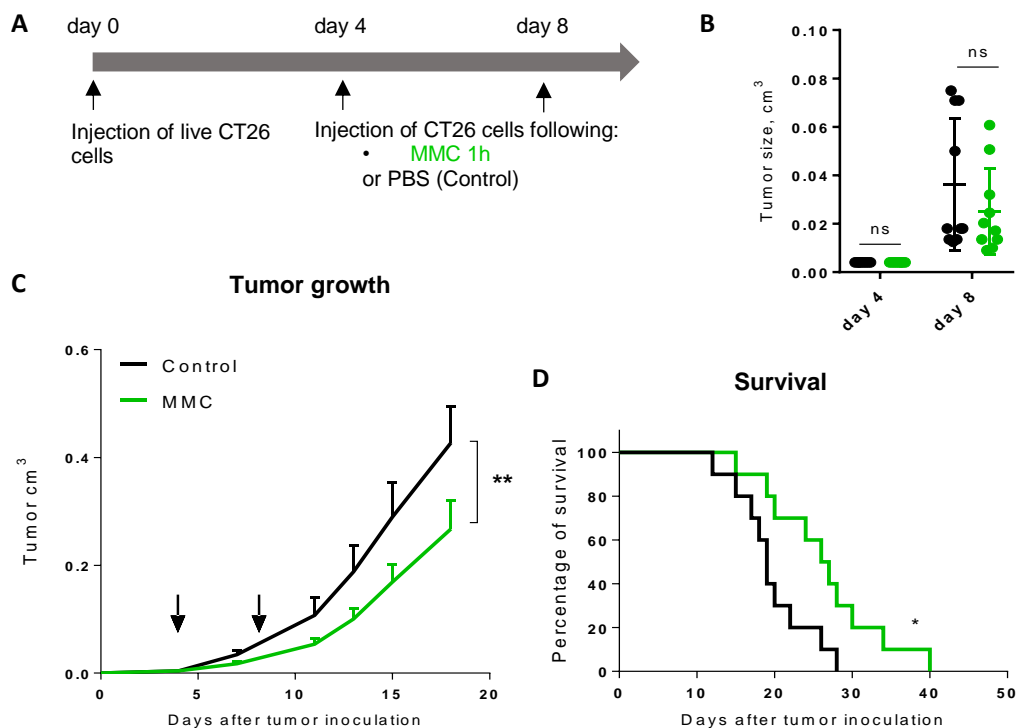 A
day 0
day 4
day 8
Injection of live CT26
cells
Injection of CT26 cells following:
• MMC 1h
or PBS (Control)
B
ns
ns
0.10
0.08
0.06
0.04
0.02
0.00
Tumor size, cm3
day 4
day 8
C
Tumor growth
Control
MMC
0.6
0.4
0.2
0.0
Tumor cm3
**
0
5
10
15
20
Days after tumor inoculation
D
Survival
100
80
60
40
20
0
Percentage of survival
*
0
10
20
30
40
50
Days after tumor inoculation